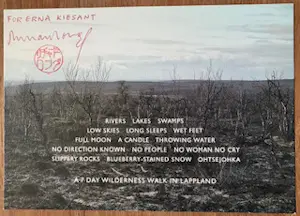 FOR ERNA KIESANT
RIVERS LAKES SWAMPS
LOW SKIES LONG SLEEPS WET FEET
FULL MOON A CANDLE THROWING WATER
NO DIRECTION KNOWN NO PEOPLE NO WOMAN NO CRY
SLIPPERY ROCKS BLUEBERRY-STAINED SNOW OHTSEJOHKA
A 7 DAY WILDERNESS WALK IN LAPPLAND